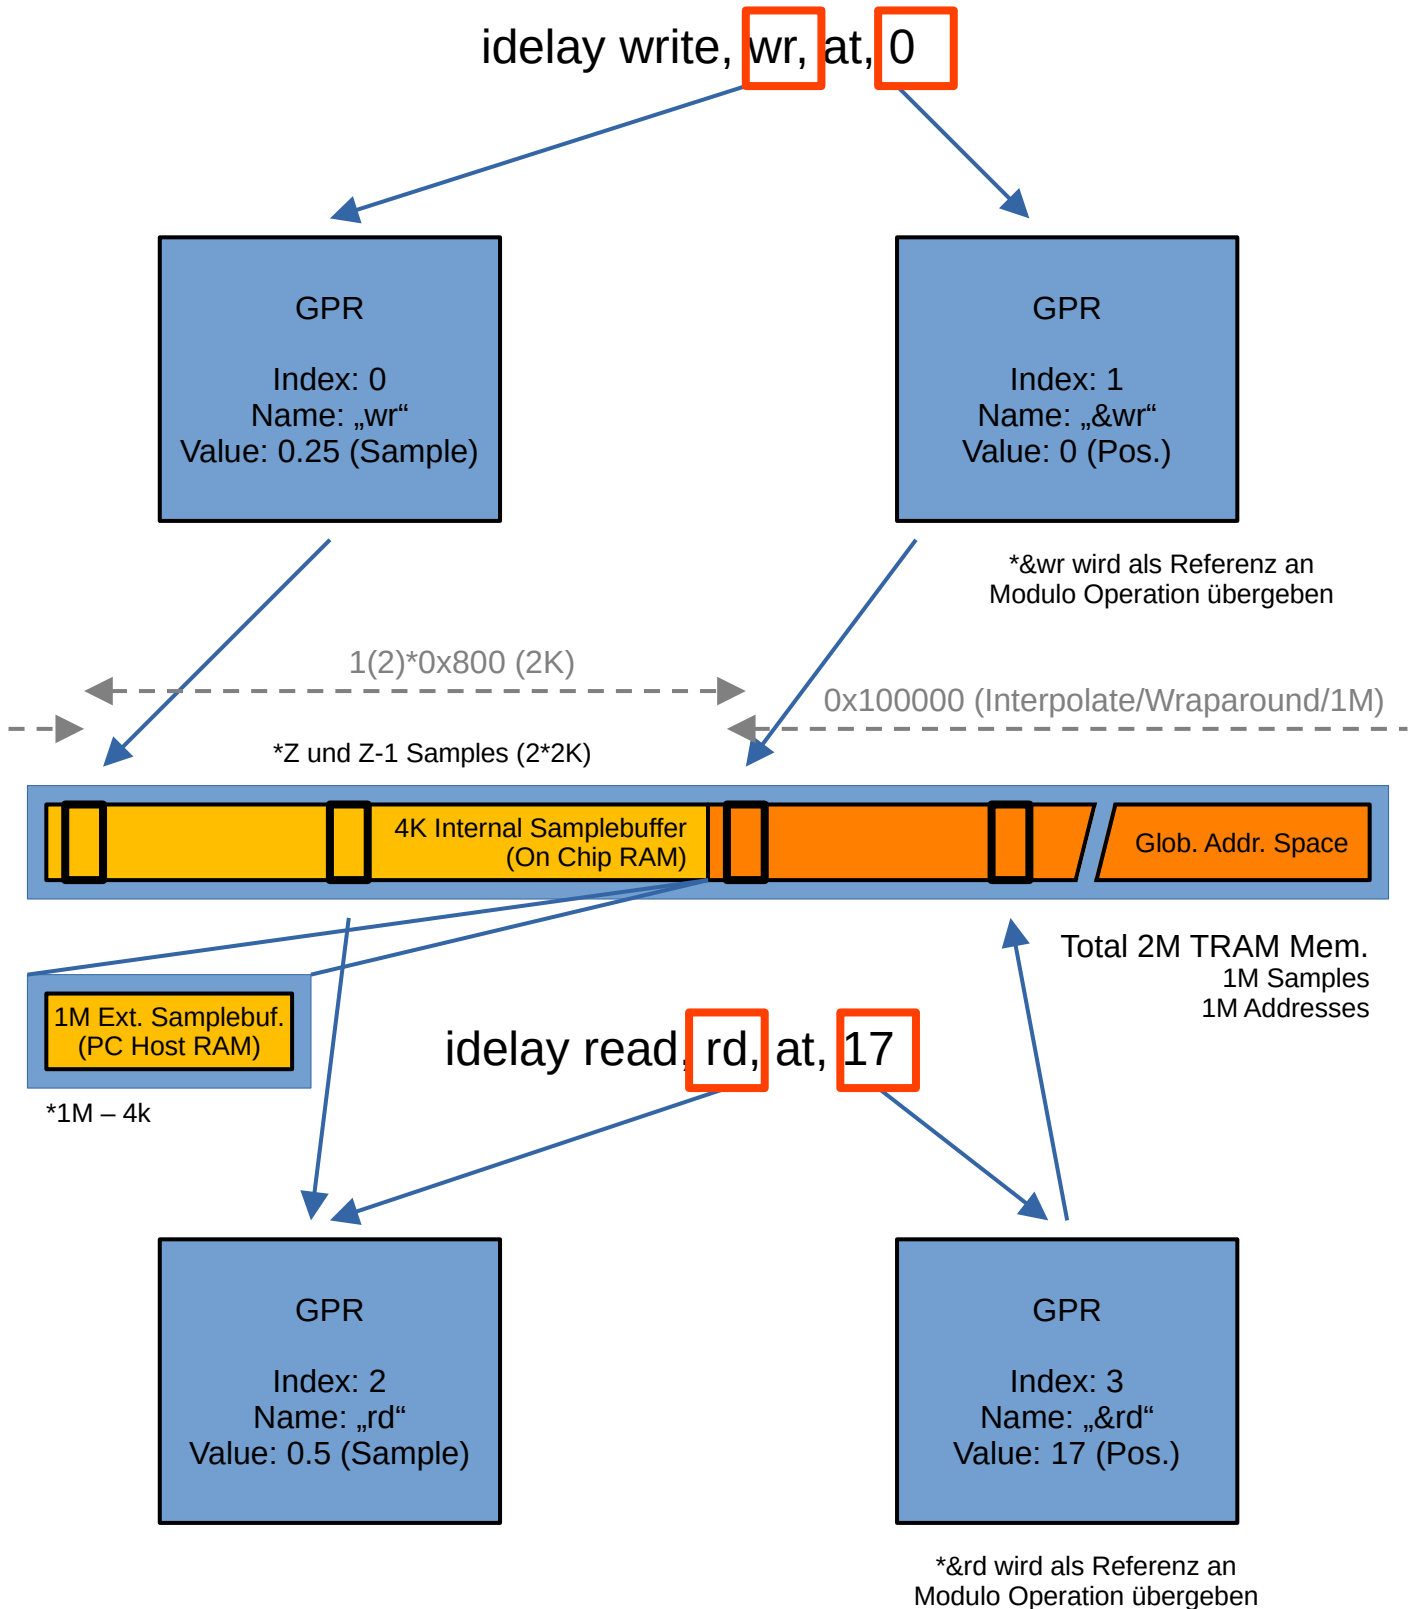 idelay write, wr, at, 0
GPR
Index: 0
Name: „wr“
Value: 0.25 (Sample)
GPR
Index: 1
Name: „&wr“
Value: 0 (Pos.)
*&wr wird als Referenz an
Modulo Operation übergeben
1(2)*0x800 (2K)
0x100000 (Interpolate/Wraparound/1M)
*Z und Z-1 Samples (2*2K)
4K Internal Samplebuffer
(On Chip RAM)
Glob. Addr. Space
Total 2M TRAM Mem.
1M Samples
1M Addresses
1M Ext. Samplebuf.
(PC Host RAM)
*1M – 4k
idelay read, rd, at, 17
GPR
Index: 2
Name: „rd“
Value: 0.5 (Sample)
GPR
Index: 3
Name: „&rd“
Value: 17 (Pos.)
*&rd wird als Referenz an
Modulo Operation übergeben